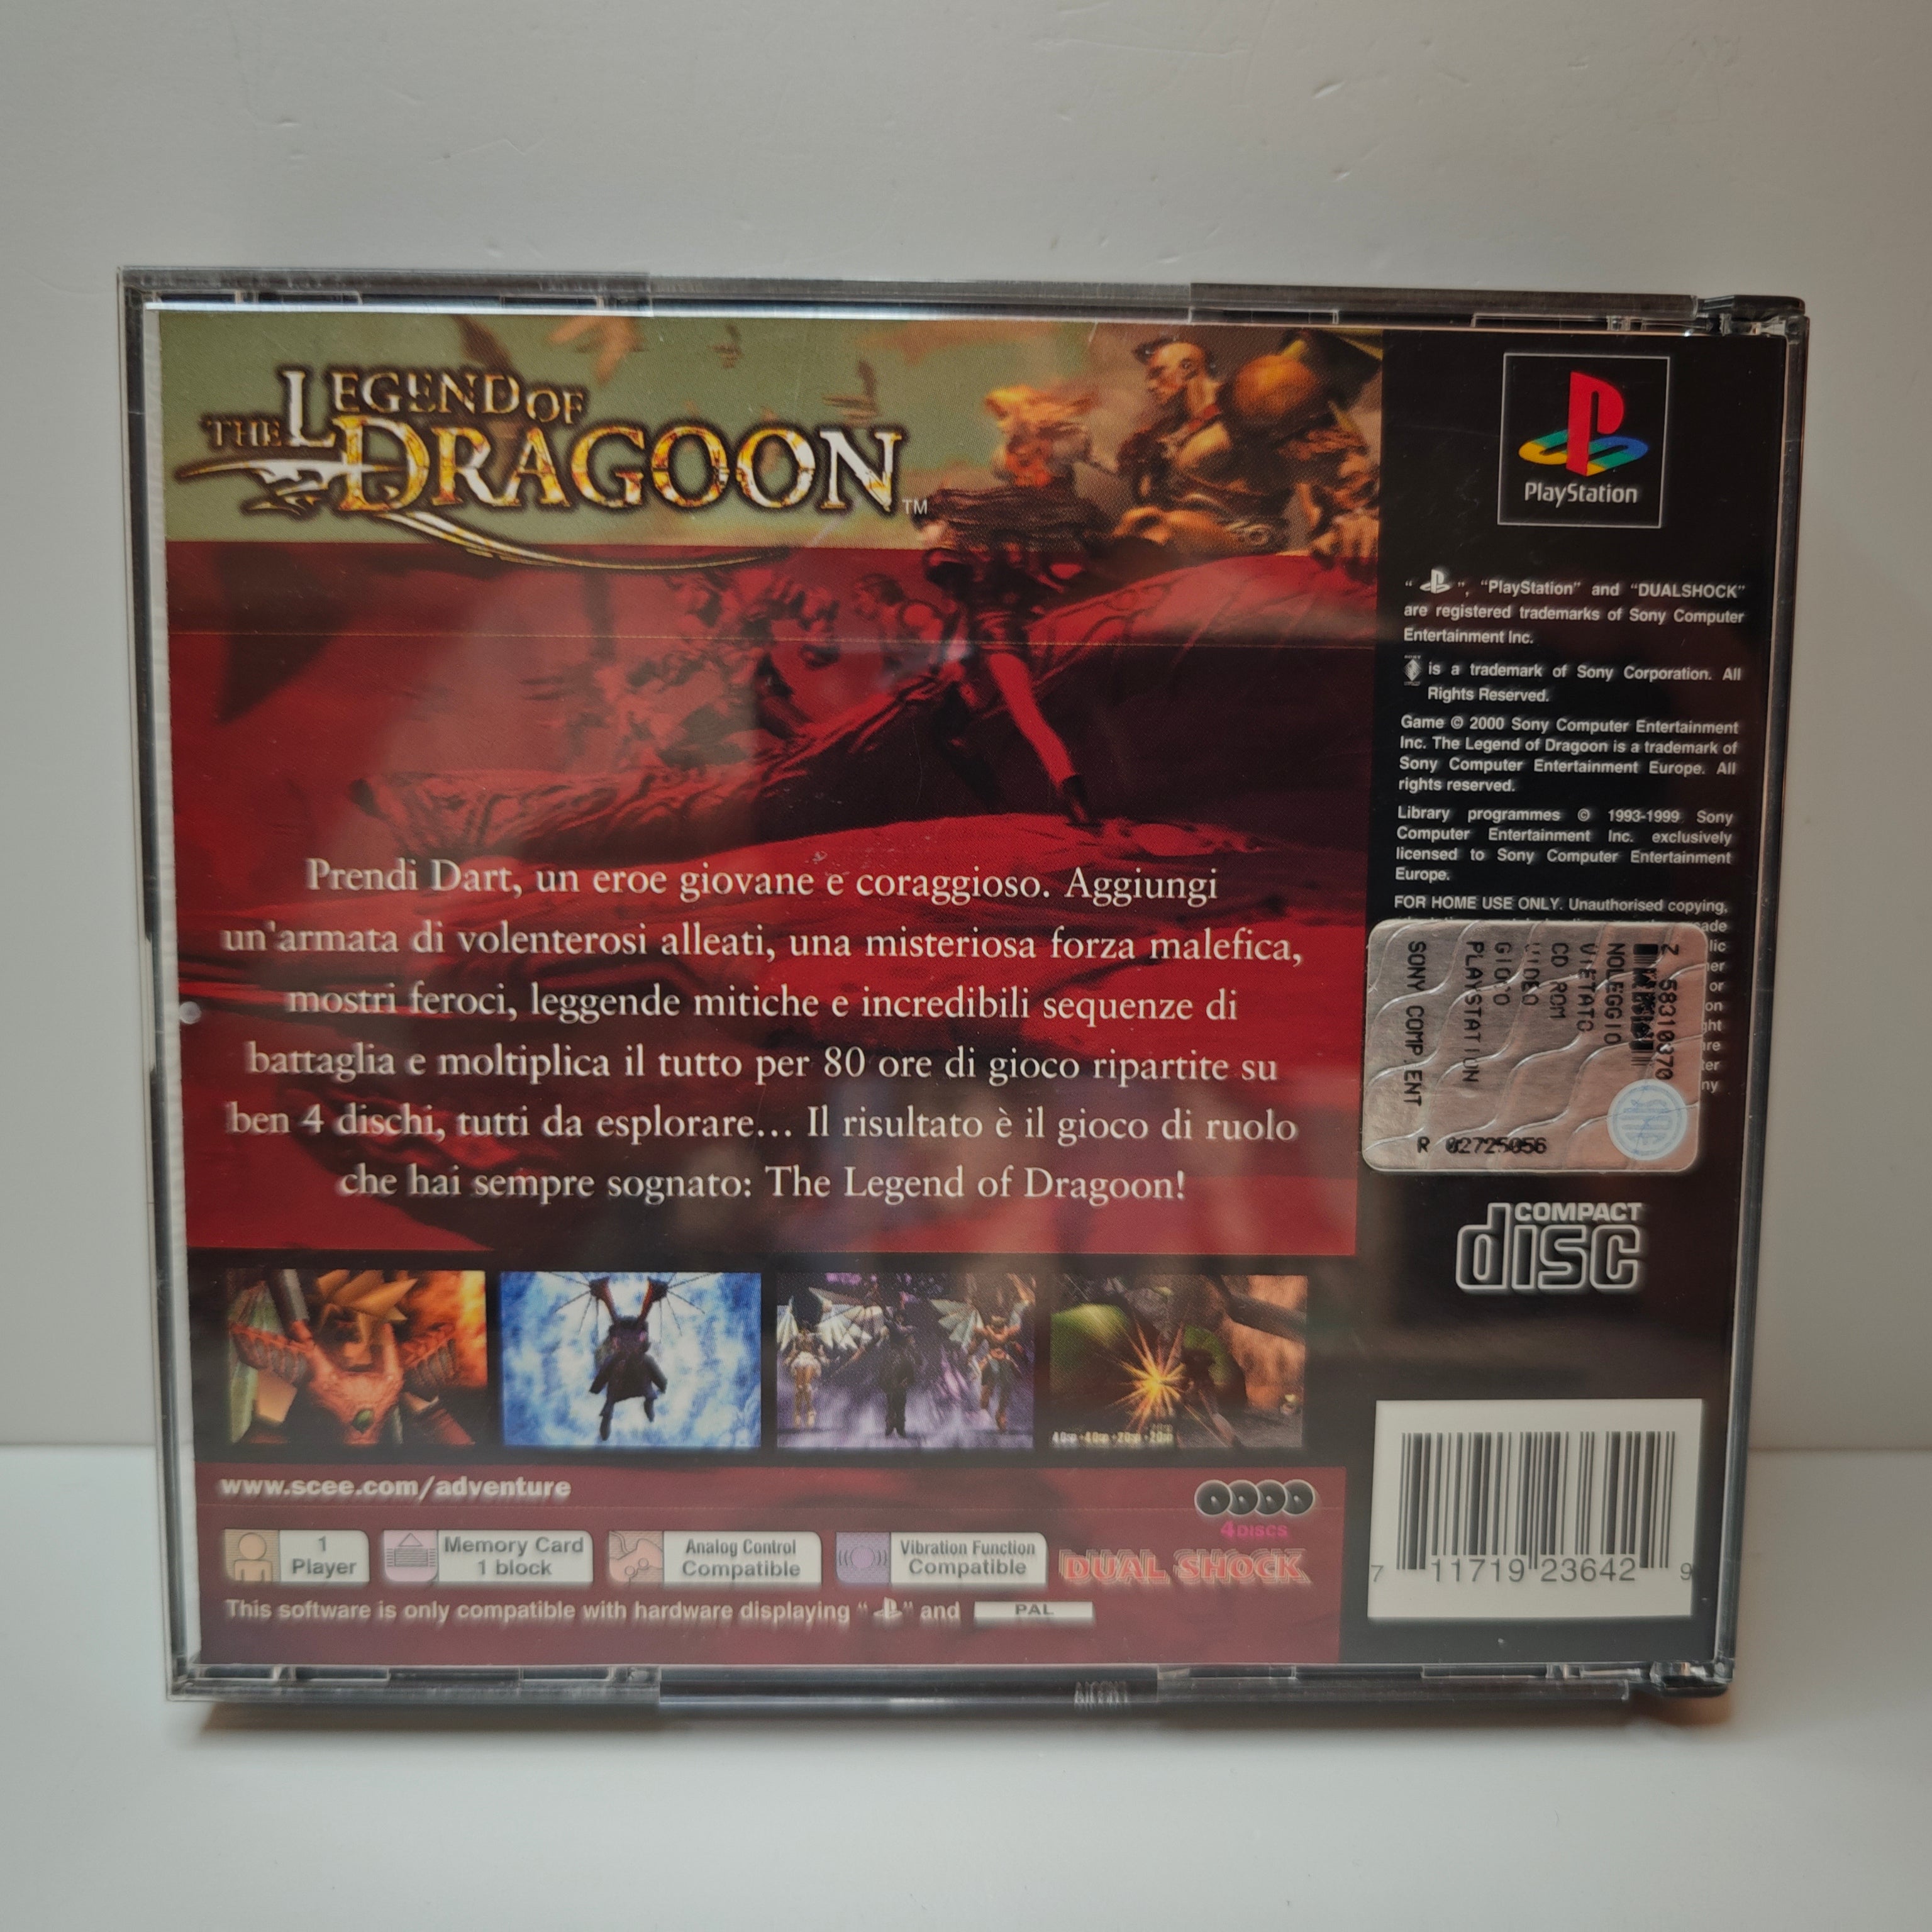 THE LEGEND OF
DRAGOON™
Prendi Dart, un eroe giovane e coraggioso. Aggiungi
un'armata di volenterosi alleati, una misteriosa forza malefica,
mostri feroci, leggende mitiche e incredibili sequenze di
battaglia e moltiplica il tutto per 80 ore di gioco ripartite su
ben 4 dischi, tutti da esplorare... Il risultato è il gioco di ruolo
che hai sempre sognato: The Legend of Dragoon!
www.scee.com/adventure
4 DISCS
1
Player
Memory Card
1 block
Analog Control
Compatible
Vibration Function
Compatible
DUAL SHOCK
This software is only compatible with hardware displaying " " and PAL
PlayStation
" ", "PlayStation" and "DUALSHOCK"
are registered trademarks of Sony Computer
Entertainment Inc.
is a trademark of Sony Corporation. All
Rights Reserved.
Game © 2000 Sony Computer Entertainment
Inc. The Legend of Dragoon is a trademark of
Sony Computer Entertainment Europe. All
rights reserved.
Library programmes © 1993-1999 Sony
Computer Entertainment Inc. exclusively
licensed to Sony Computer Entertainment
Europe.
FOR HOME USE ONLY. Unauthorised copying,
NOLEGGIO
VIETATO
CD ROM
VIDEO
GIOCO
PLAYSTATION
SONY COMP ENT
R 02725056
COMPACT
disc
7 11719 23642 9